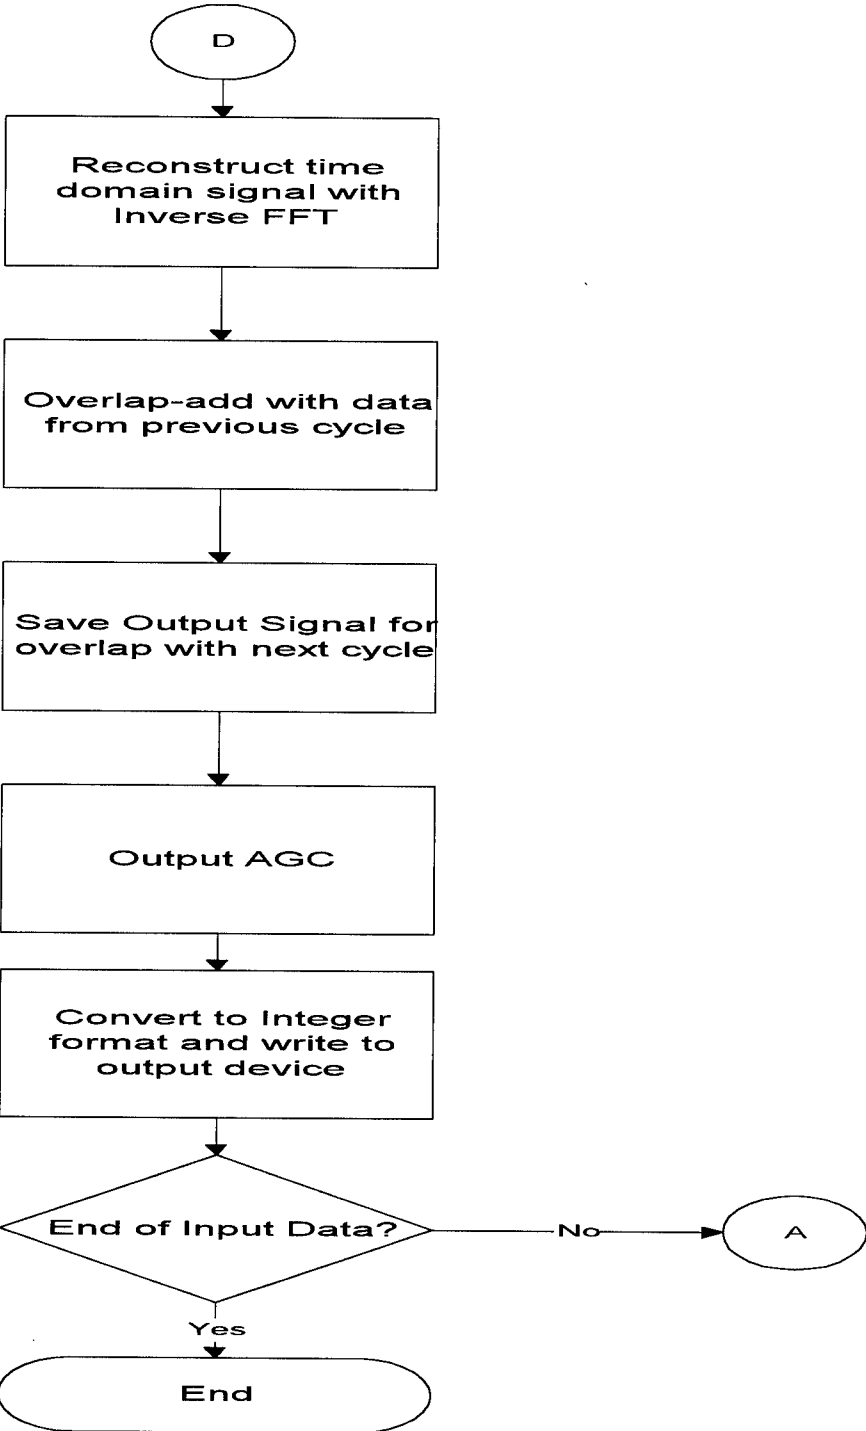 D
Reconstruct time
domain signal with
Inverse FFT
Overlap-add with data
from previous cycle
Save Output Signal for
overlap with next cycle
Output AGC
Convert to Integer
format and write to
output device
End of Input Data?
No
A
Yes
End